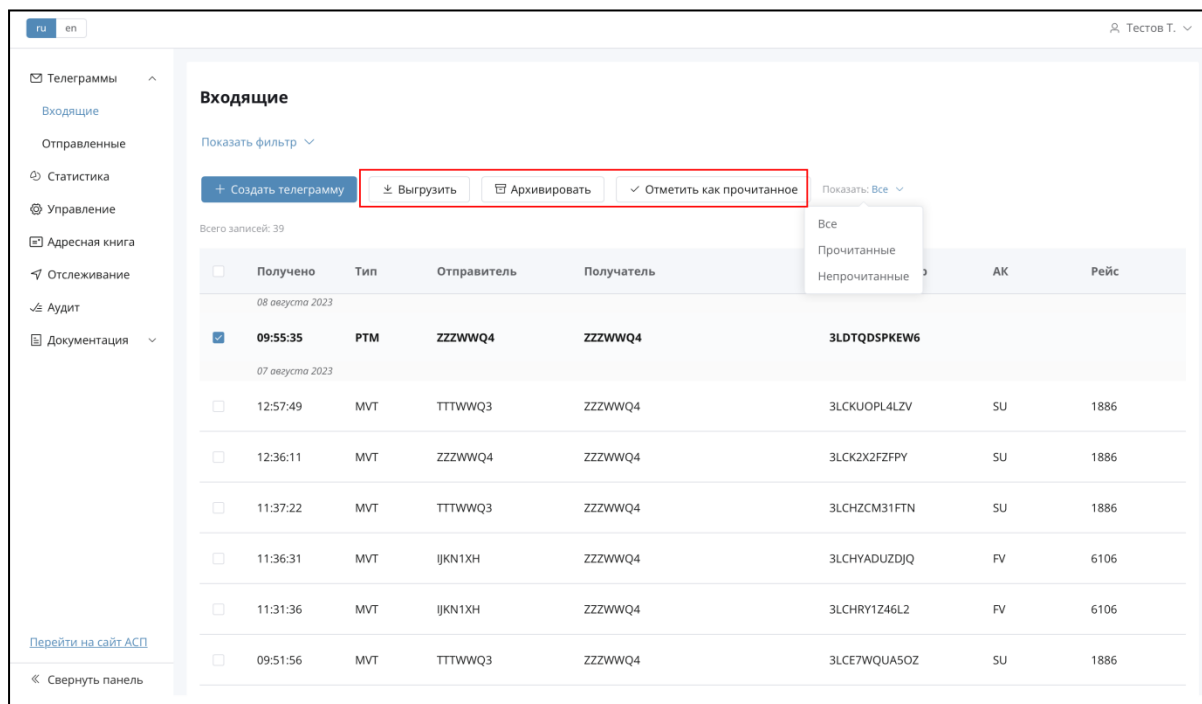 ru en
Тестов Т.
Телеграммы
Входящие
Отправленные
Статистика
Управление
Адресная книга
Отслеживание
Аудит
Документация
Перейти на сайт АСП
Свернуть панель
Входящие
Показать фильтр
+ Создать телеграмму Выгрузить Архивировать Отметить как прочитанное Показать: Все
Все
Прочитанные
Непрочитанные
Всего записей: 39
Получено Тип Отправитель Получатель АК Рейс
08 августа 2023
09:55:35 PTM ZZZWWQ4 ZZZWWQ4 3LDTQDSPKEW6
07 августа 2023
12:57:49 MVT TTTWWQ3 ZZZWWQ4 3LCKUOPL4LZV SU 1886
12:36:11 MVT ZZZWWQ4 ZZZWWQ4 3LCK2X2FZFPY SU 1886
11:37:22 MVT TTTWWQ3 ZZZWWQ4 3LCHZCM31FTN SU 1886
11:36:31 MVT IJKN1XH ZZZWWQ4 3LCHYADUZDJQ FV 6106
11:31:36 MVT IJKN1XH ZZZWWQ4 3LCHRY1Z46L2 FV 6106
09:51:56 MVT TTTWWQ3 ZZZWWQ4 3LCE7WQUA5OZ SU 1886